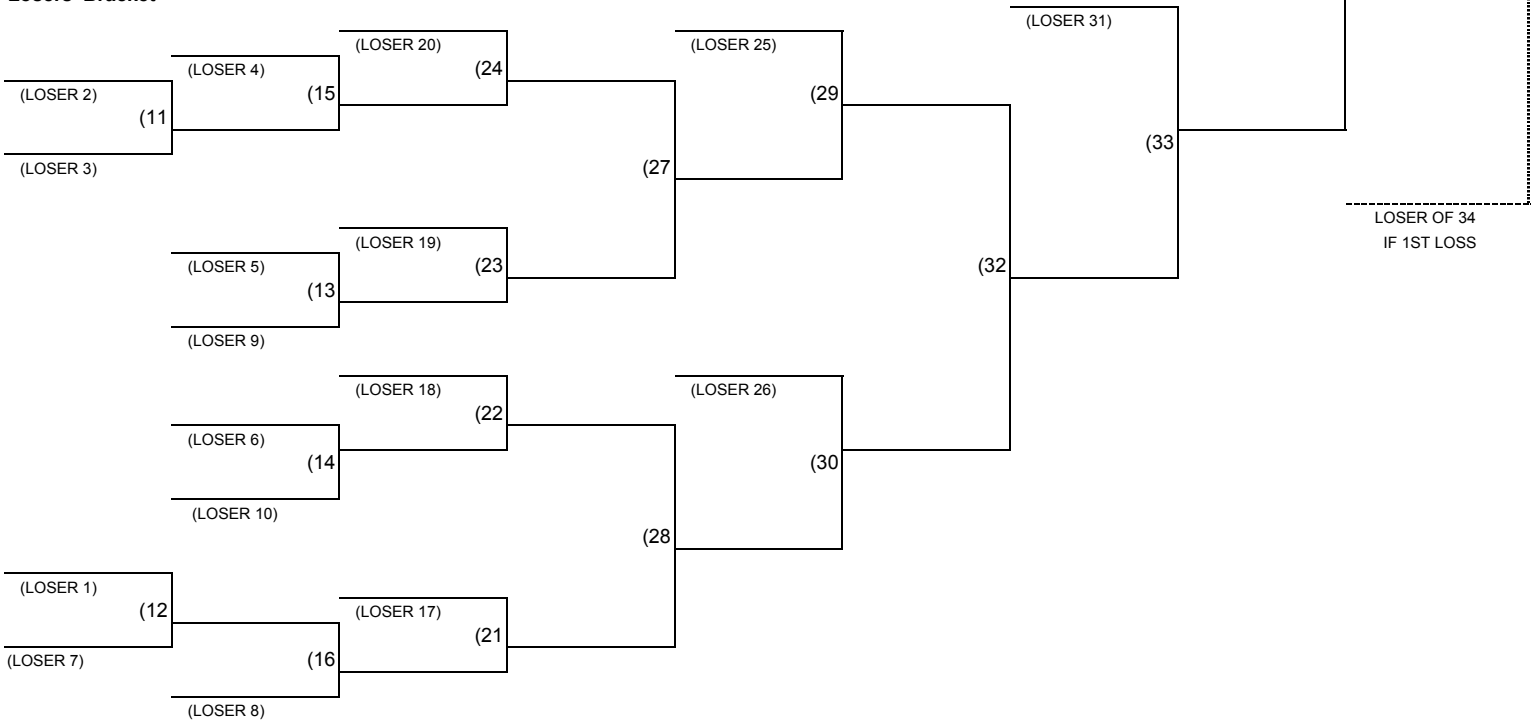 (LOSER 31)
(LOSER 20)
(LOSER 25)
(LOSER 4)
(24
(LOSER 2)
(15
(29
(11
(33
(LOSER 3)
(27
LOSER OF 34
IF 1ST LOSS
(LOSER 19)
(LOSER 5)
(23
(32
(13
(LOSER 9)
(LOSER 18)
(LOSER 26)
(22
(LOSER 6)
(14
(30
(LOSER 10)
(28
(LOSER 1)
(12
(LOSER 17)
(21
(LOSER 7)
(16
(LOSER 8)